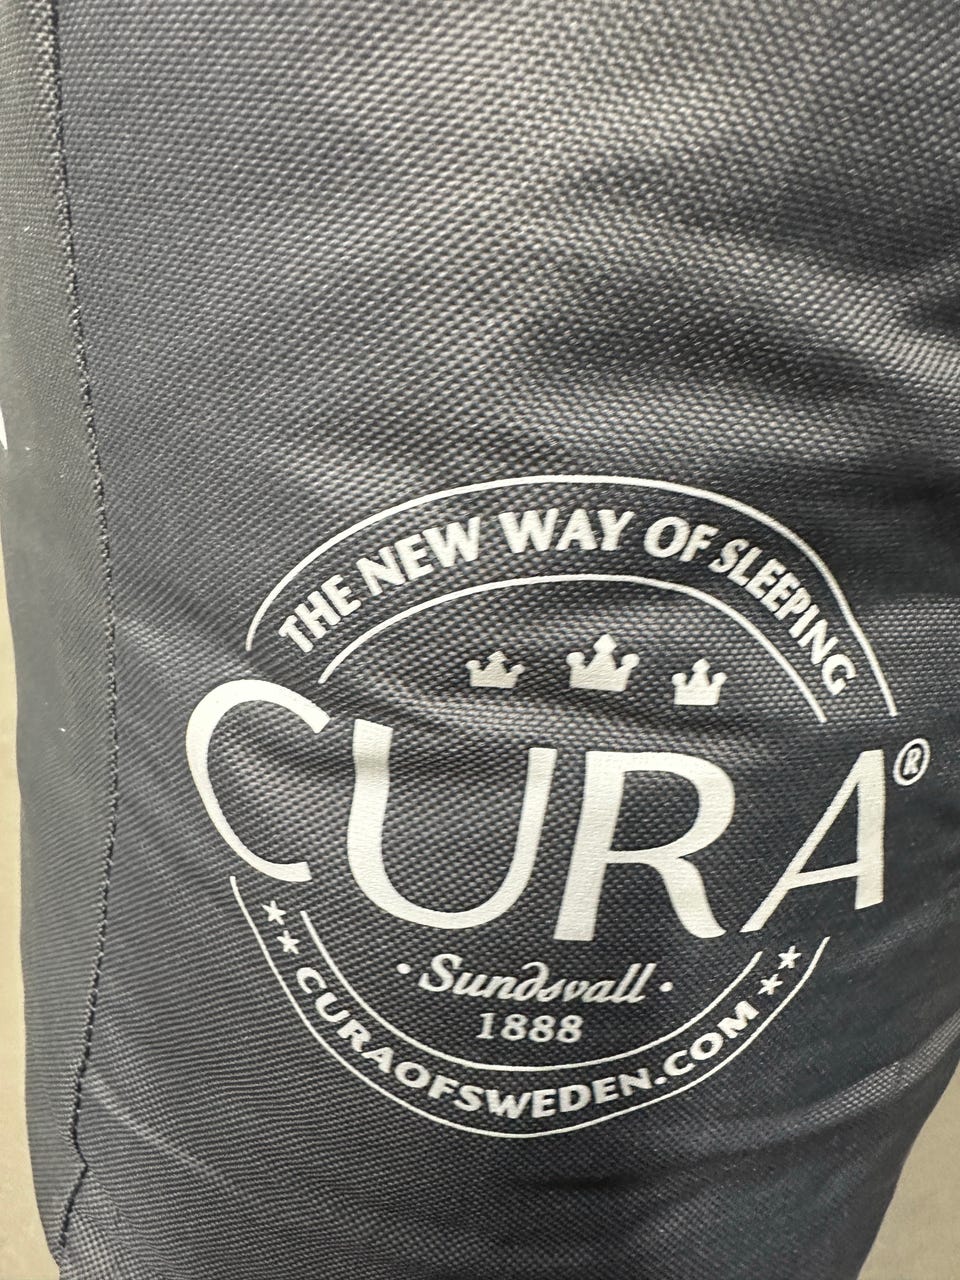 THE NEW WAY OF SLEEPING
CURA®
· Sundsvall ·
1888
CURAOFSWEDEN.COM